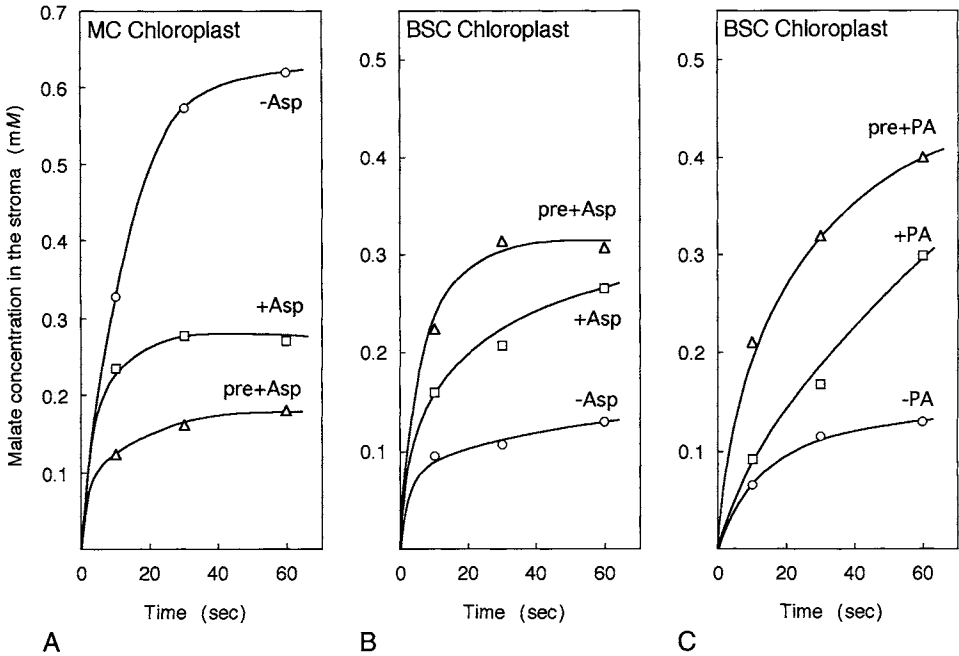 Malate concentration in the stroma (mM)
MC Chloroplast
0.7
0.6
0.5
0.4
0.3
0.2
0.1
-Asp
+Asp
pre+Asp
0 20 40 60
Time (sec)
A
BSC Chloroplast
0.5
0.4
0.3
0.2
0.1
pre+Asp
+Asp
-Asp
0 20 40 60
Time (sec)
B
BSC Chloroplast
0.5
0.4
0.3
0.2
0.1
0
pre+PA
+PA
-PA
0 20 40 60
Time (sec)
C